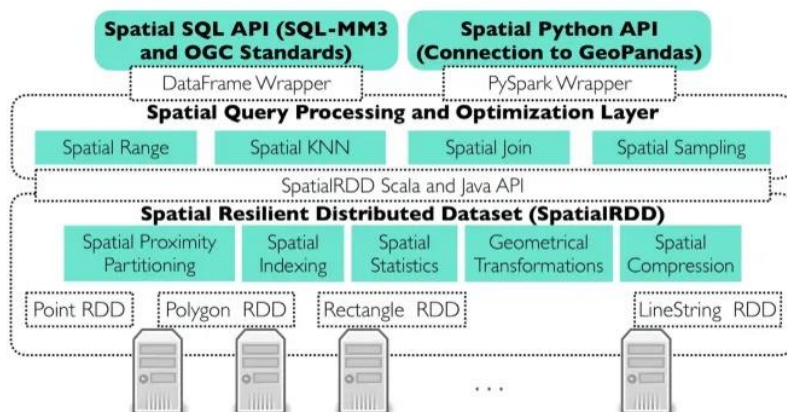 Spatial SQL API (SQL-MM3
and OGC Standards)
Spatial Python API
(Connection to GeoPandas)
DataFrame Wrapper
PySpark Wrapper
Spatial Query Processing and Optimization Layer
Spatial Range
Spatial KNN
Spatial Join
Spatial Sampling
SpatialRDD Scala and Java API
Spatial Resilient Distributed Dataset (SpatialRDD)
Spatial Proximity
Partitioning
Spatial
Indexing
Spatial
Statistics
Geometrical
Transformations
Spatial
Compression
Point RDD
Polygon RDD
Rectangle RDD
LineString RDD
...